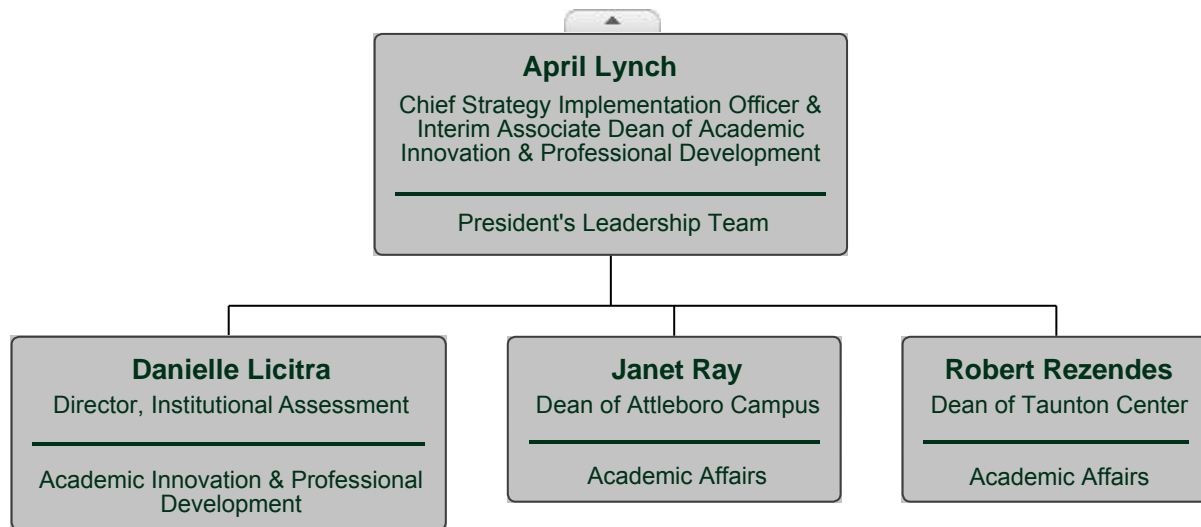 April Lynch
Chief Strategy Implementation Officer &
Interim Associate Dean of Academic
Innovation & Professional Development
President's Leadership Team
Danielle Licitra
Director, Institutional Assessment
Academic Innovation & Professional
Development
Janet Ray
Dean of Attleboro Campus
Academic Affairs
Robert Rezendes
Dean of Taunton Center
Academic Affairs